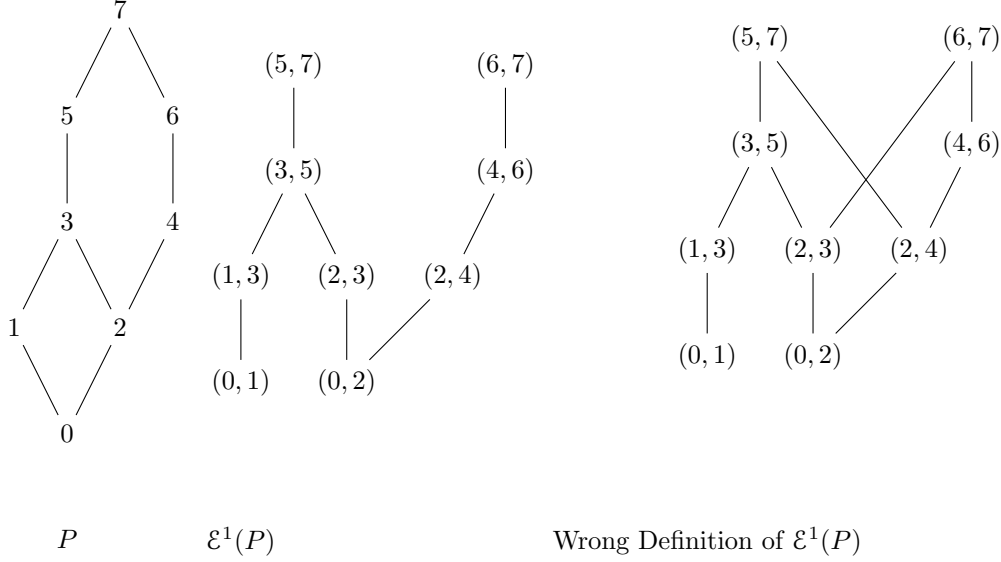 7
5 6
3 4
1 2
0
P
(5, 7) (6, 7)
(3, 5) (4, 6)
(1, 3) (2, 3) (2, 4)
(0, 1) (0, 2)
ℰ¹(P)
(5, 7) (6, 7)
(3, 5) (4, 6)
(1, 3) (2, 3) (2, 4)
(0, 1) (0, 2)
Wrong Definition of ℰ¹(P)